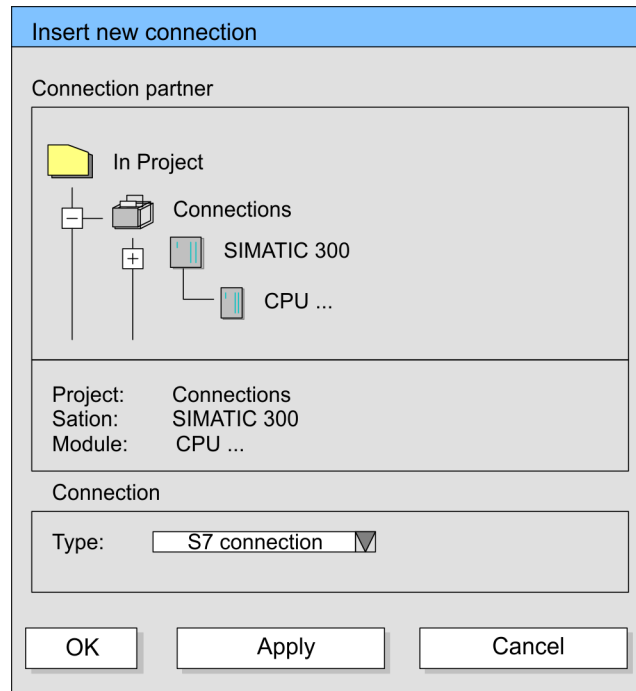 Insert new connection
Connection partner
In Project
Connections
SIMATIC 300
CPU ...
Project: Connections
Sation: SIMATIC 300
Module: CPU ...
Connection
Type: S7 connection
OK Apply Cancel